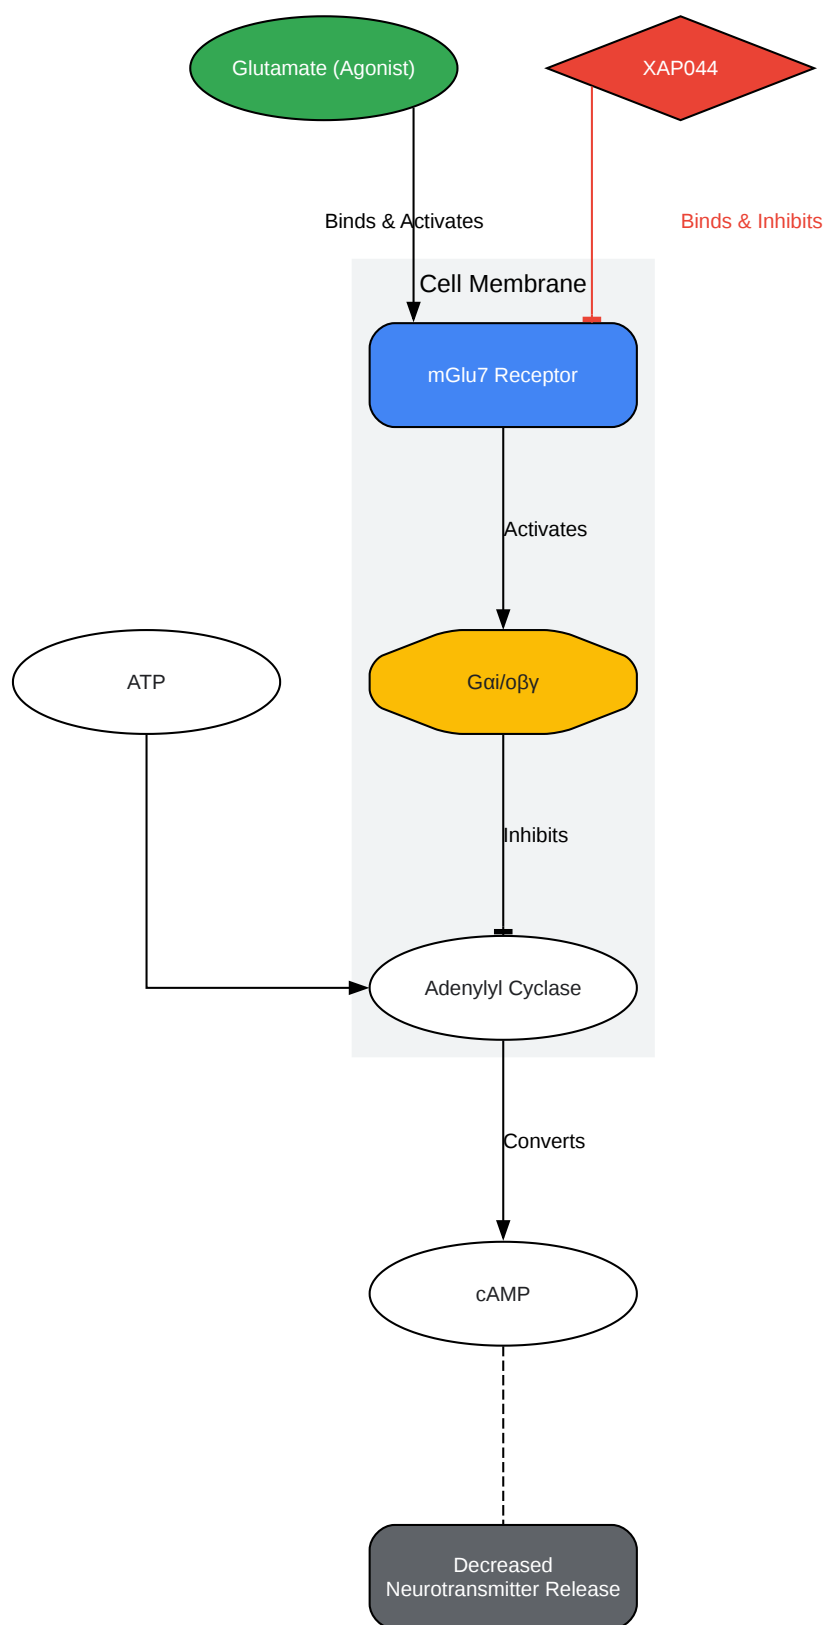 Glutamate (Agonist)
XAP044
Binds & Activates
Binds & Inhibits
Cell Membrane
mGlu7 Receptor
Activates
ATP
Gαi/oβγ
Inhibits
Adenylyl Cyclase
Converts
cAMP
Decreased
Neurotransmitter Release